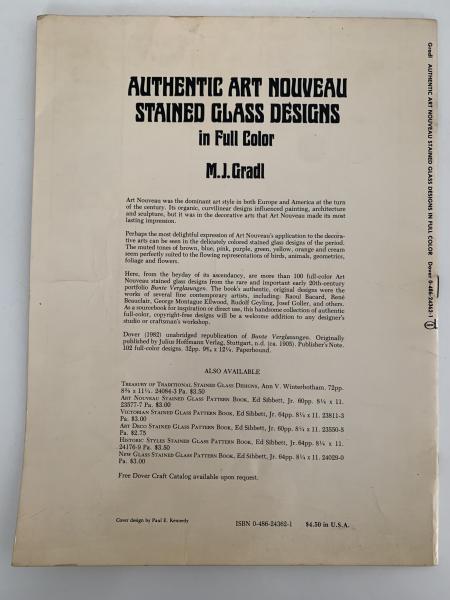 AUTHENTIC ART NOUVEAU
STAINED GLASS DESIGNS
in Full Color
M.J.Gradl
Art Nouveau was the dominant art style in both Europe and America at the turn
of the century. Its organic, curvilinear designs influenced painting, architecture
and sculpture, but it was in the decorative arts that Art Nouveau made its most
lasting impression.
Perhaps the most delightful expression of Art Nouveau's application to the decora-
tive arts can be seen in the delicately colored stained glass designs of the period.
The muted tones of brown, blue, pink, purple, green, yellow, orange and cream
seem perfectly suited to the flowing representations of birds, animals, geometrics,
foliage and flowers.
Here, from the heyday of its ascendancy, are more than 100 full-color Art
Nouveau stained glass designs from the rare and important early 20th-century
portfolio Bunte Verglasungen. The book's authentic, original designs were the
works of several fine contemporary artists, including: Raoul Bacard, René
Beauclair, George Montague Ellwood, Rudolf Geyling, Josef Goller, and others.
As a sourcebook for inspiration or direct use, this handsome collection of authentic
full-color, copyright-free designs will be a welcome addition to any designer's
studio or craftsman's workshop.
Dover (1982) unabridged republication of Bunte Verglasungen. Originally
published by Julius Hoffmann Verlag, Stuttgart, n.d. (ca. 1905). Publisher's Note.
102 full-color designs. 32pp. 9⅜ x 12¼. Paperbound.
ALSO AVAILABLE
TREASURY OF TRADITIONAL STAINED GLASS DESIGNS, Ann V. Winterbotham. 72pp.
8⅜ x 11¼. 24084-3 Pa. $3.50
ART NOUVEAU STAINED GLASS PATTERN BOOK, Ed Sibbett, Jr. 60pp. 8¼ x 11.
23577-7 Pa. $3.00
VICTORIAN STAINED GLASS PATTERN BOOK, Ed Sibbett, Jr. 64pp. 8¼ x 11. 23811-3
Pa. $3.00
ART DECO STAINED GLASS PATTERN BOOK, Ed Sibbett, Jr. 60pp. 8¼ x 11. 23550-5
Pa. $2.75
HISTORIC STYLES STAINED GLASS PATTERN BOOK, Ed Sibbett, Jr. 64pp. 8¼ x 11.
24176-9 Pa. $3.50
NEW GLASS STAINED GLASS PATTERN BOOK, Ed Sibbett, Jr. 64pp. 8¼ x 11. 24029-0
Pa. $3.00
Free Dover Craft Catalog available upon request.
Cover design by Paul E. Kennedy
ISBN 0-486-24362-1
$4.50 in U.S.A.
Gradl AUTHENTIC ART NOUVEAU STAINED GLASS DESIGNS IN FULL COLOR Dover 0-486-24362-1